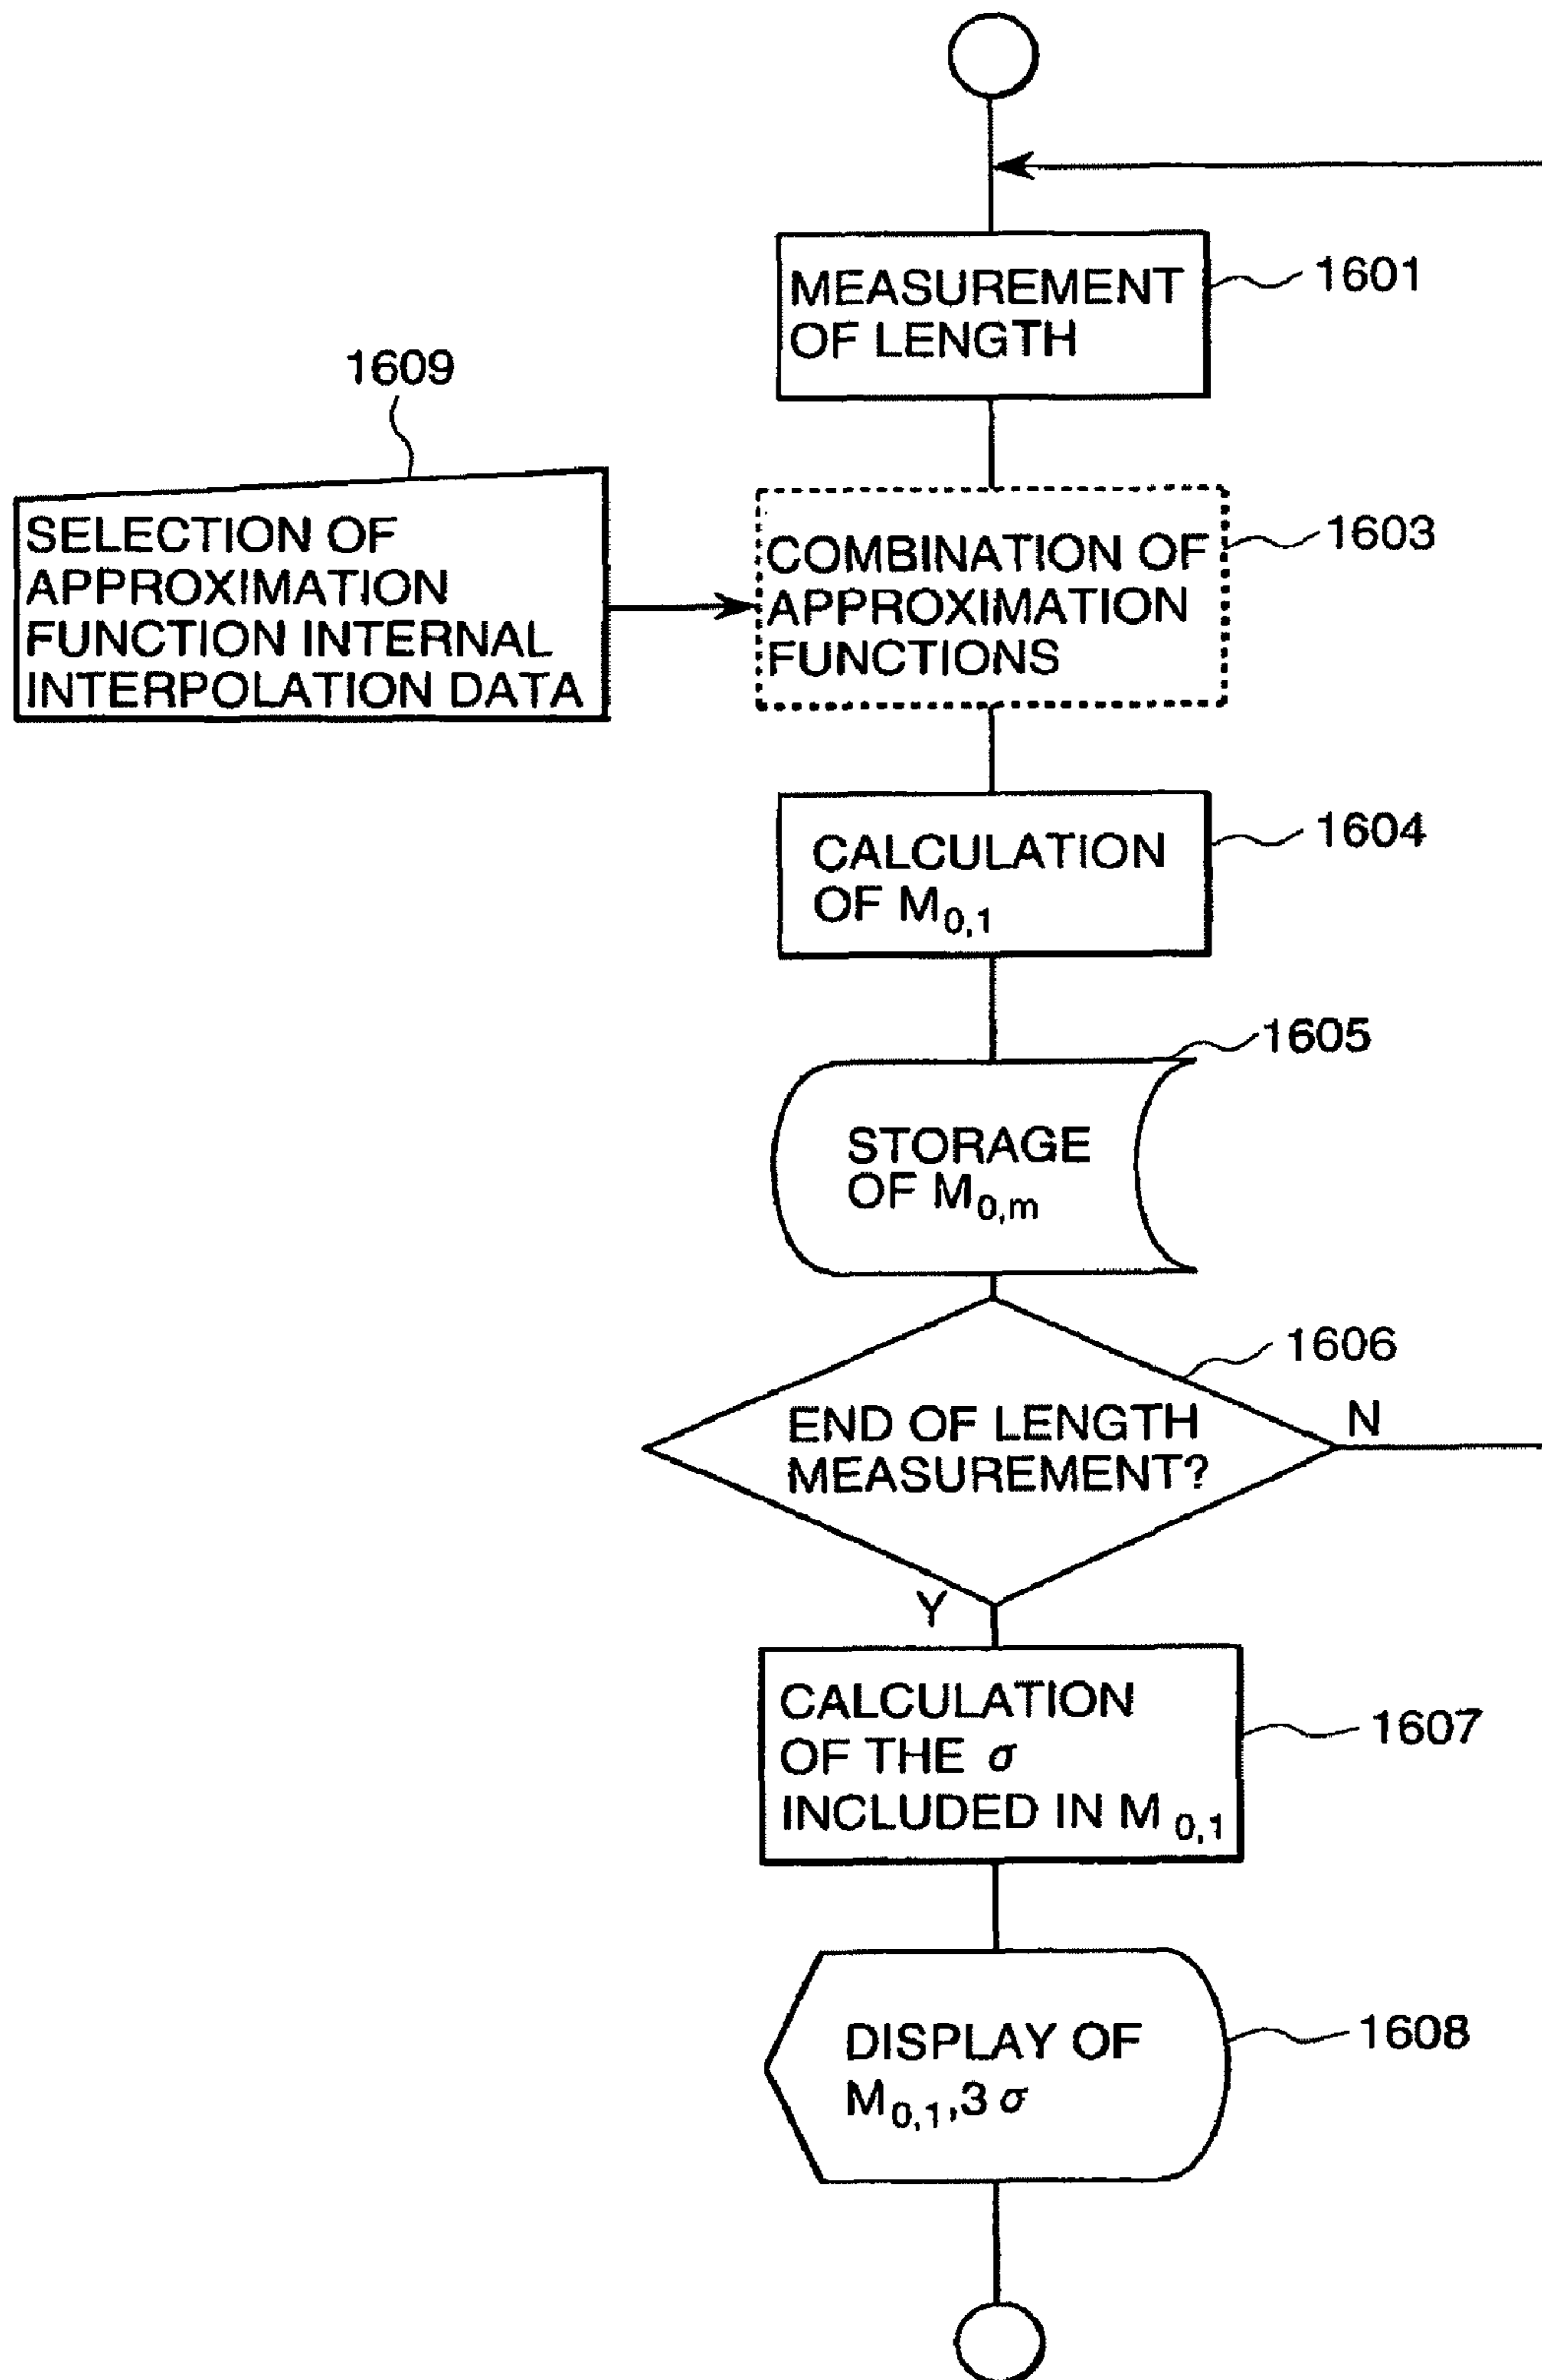 MEASUREMENT
OF LENGTH
1601
1609
SELECTION OF
APPROXIMATION
FUNCTION INTERNAL
INTERPOLATION DATA
COMBINATION OF
APPROXIMATION
FUNCTIONS
1603
CALCULATION
OF M0,1
1604
STORAGE
OF M0,m
1605
END OF LENGTH
MEASUREMENT?
1606
N
Y
CALCULATION
OF THE σ
INCLUDED IN M 0,1
1607
DISPLAY OF
M0,1,3 σ
1608